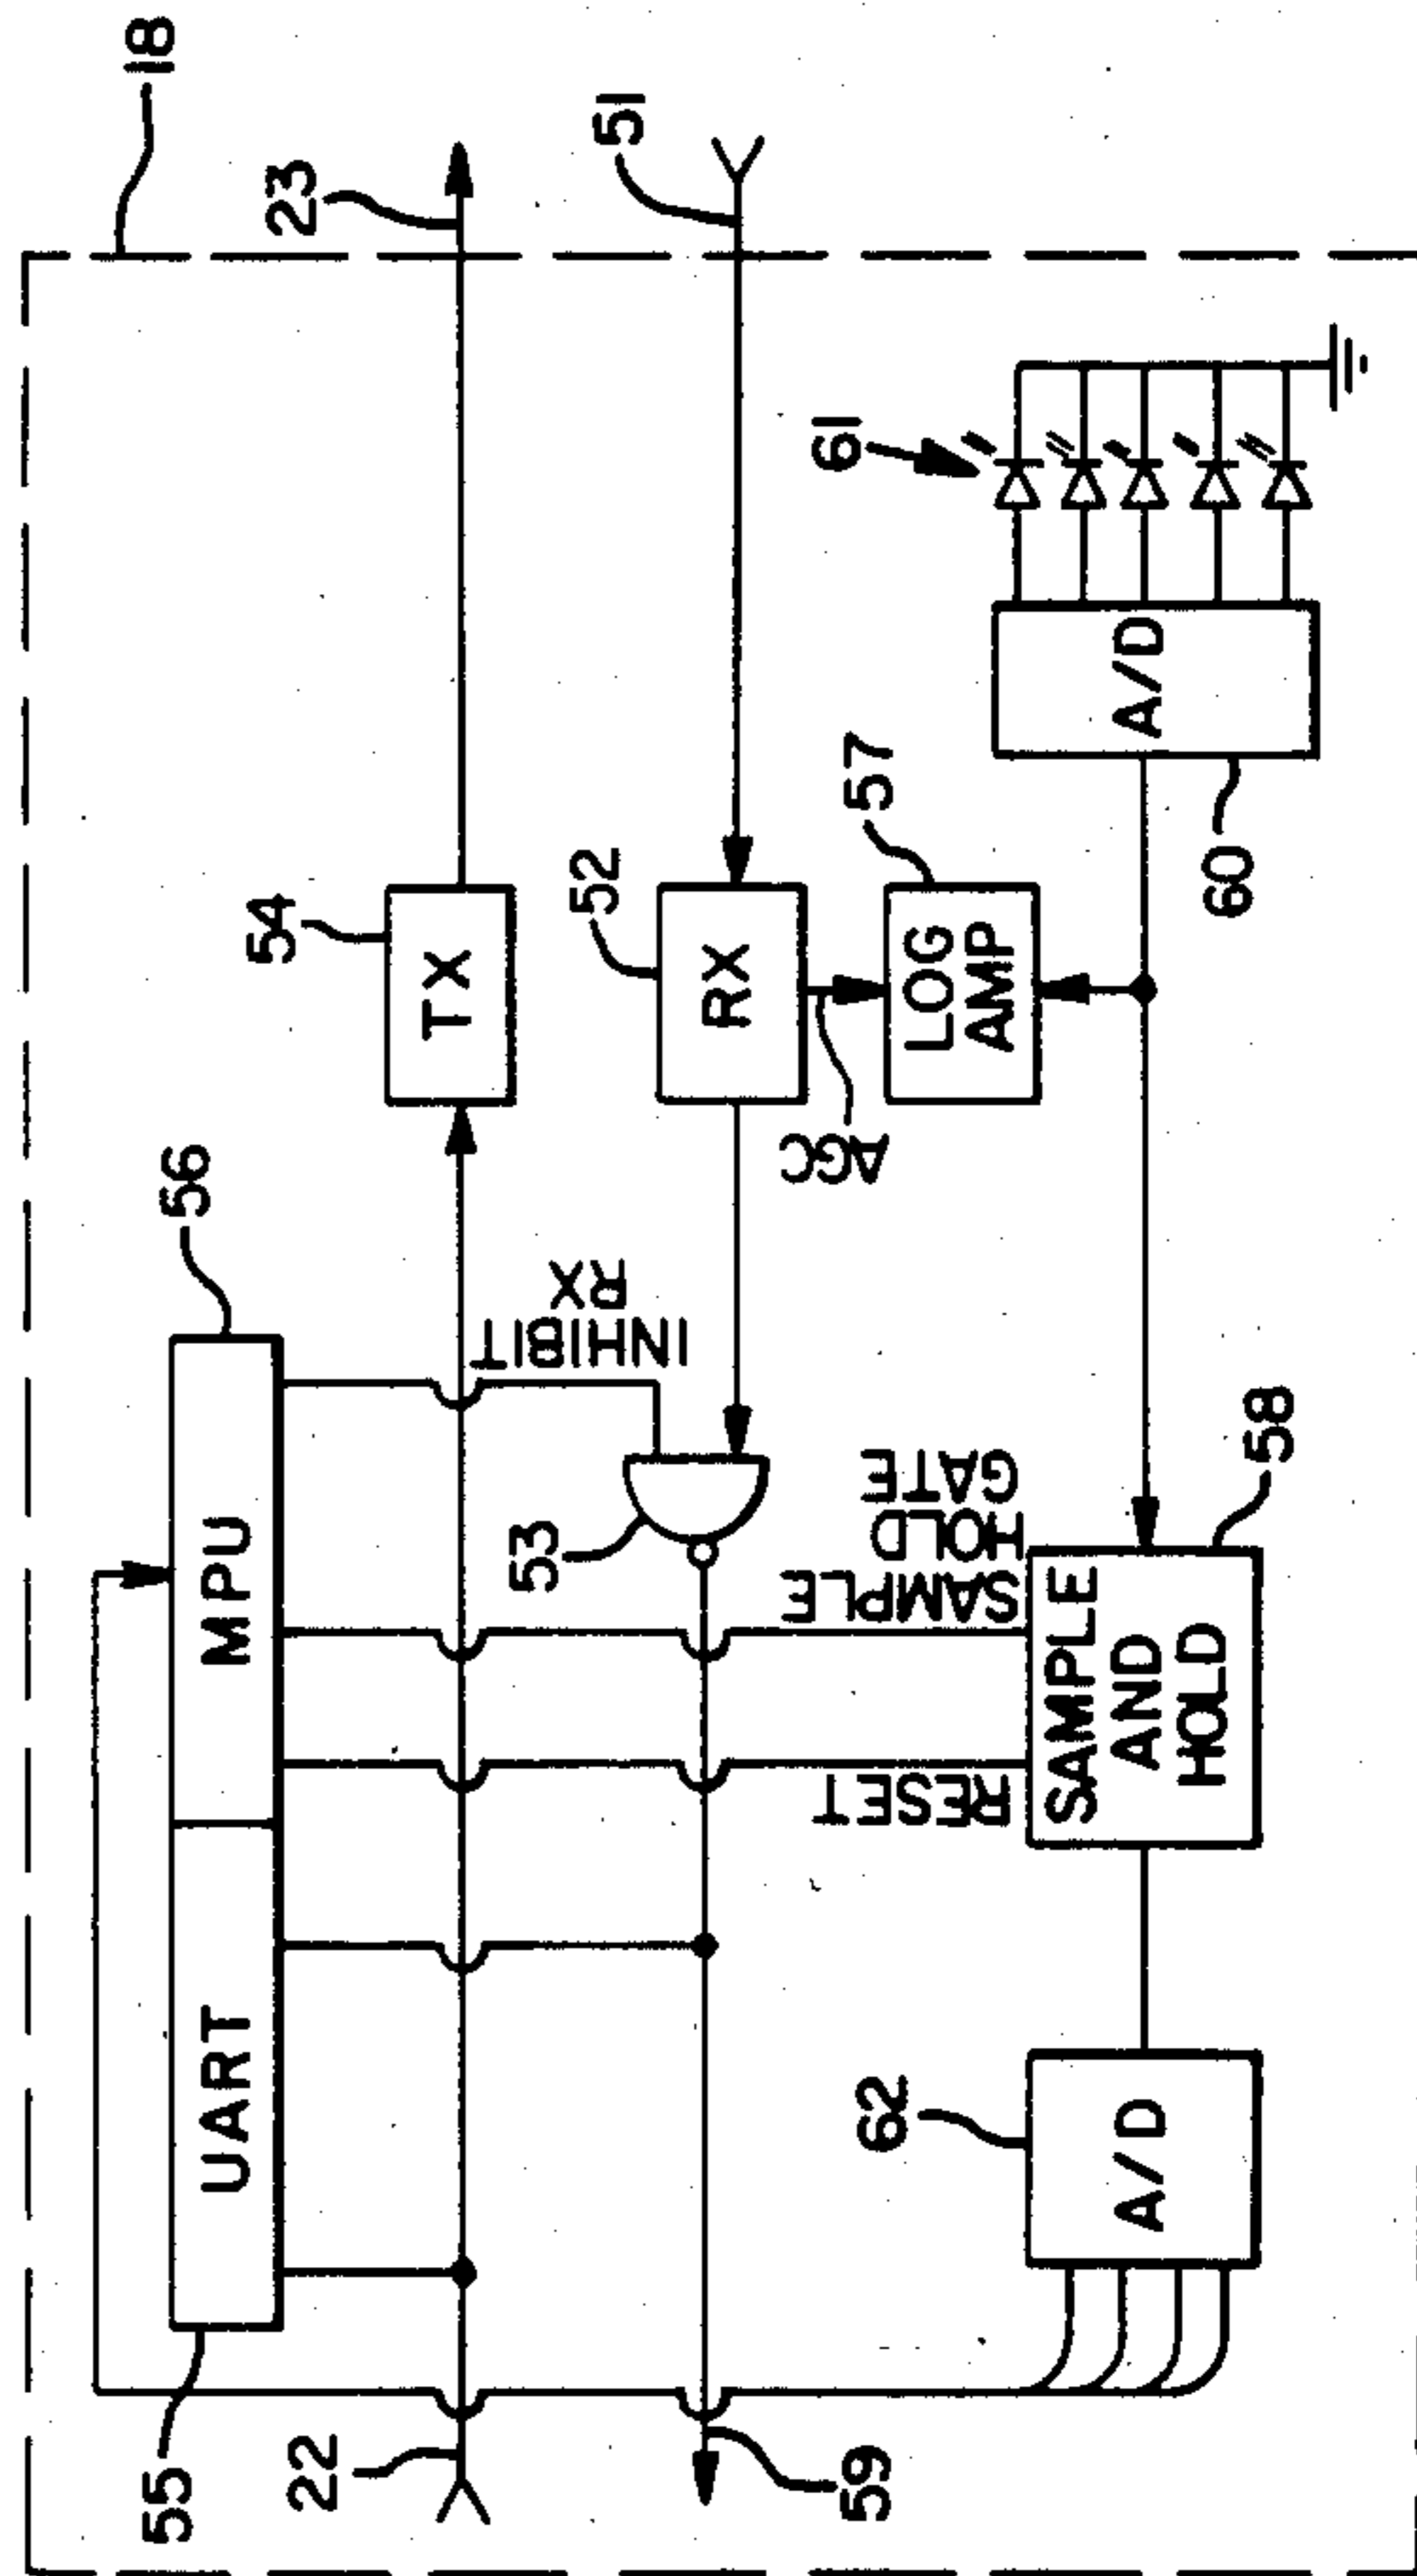 18
23
51
54
TX
52
RX
57
LOG
AMP
AGC
61
A/D
60
56
MPU
UART
55
INHIBIT
RX
53
SAMPLE
HOLD
GATE
RESET
SAMPLE
AND
HOLD
58
62
A/D
22
59